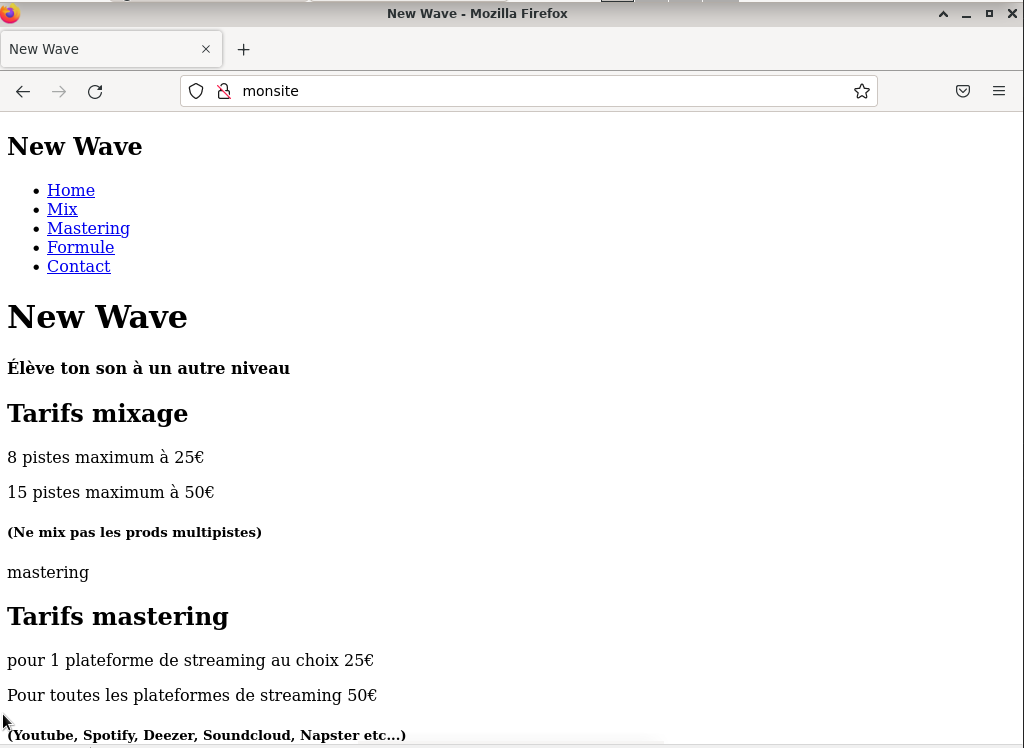 New Wave - Mozilla Firefox
New Wave
monsite
New Wave
Home
Mix
Mastering
Formule
Contact
New Wave
Élève ton son à un autre niveau
Tarifs mixage
8 pistes maximum à 25€
15 pistes maximum à 50€
(Ne mix pas les prods multipistes)
mastering
Tarifs mastering
pour 1 plateforme de streaming au choix 25€
Pour toutes les plateformes de streaming 50€
(Youtube, Spotify, Deezer, Soundcloud, Napster etc...)